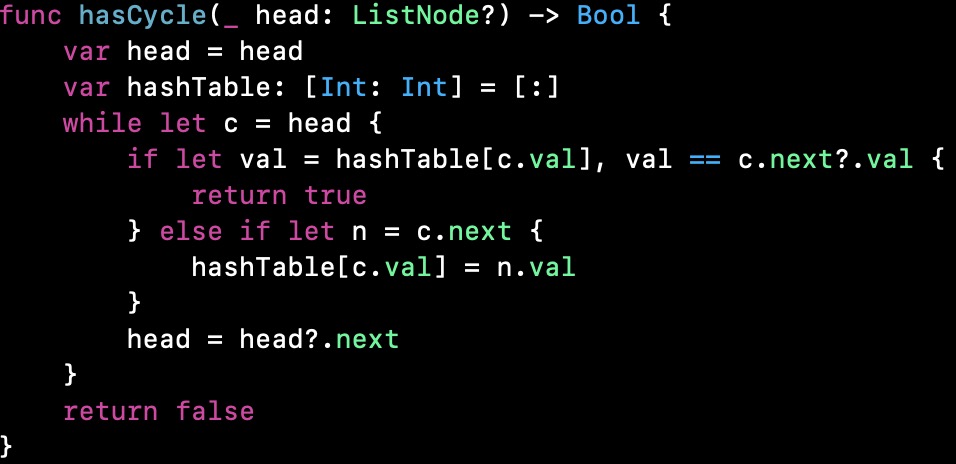 func hasCycle(_ head: ListNode?) -> Bool {
    var head = head
    var hashTable: [Int: Int] = [:]
    while let c = head {
        if let val = hashTable[c.val], val == c.next?.val {
            return true
        } else if let n = c.next {
            hashTable[c.val] = n.val
        }
        head = head?.next
    }
    return false
}